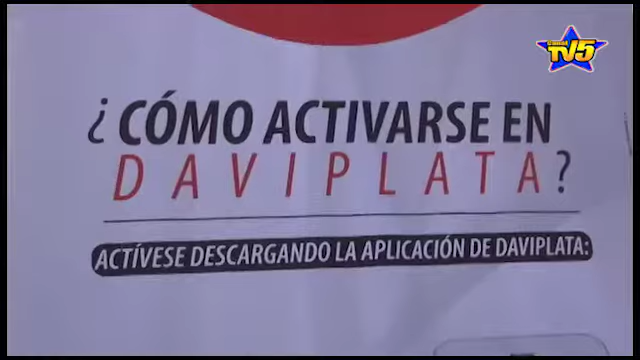 TV5
¿CÓMO ACTIVARSE EN
DAVIPLATA?
ACTÍVESE DESCARGANDO LA APLICACIÓN DE DAVIPLATA: